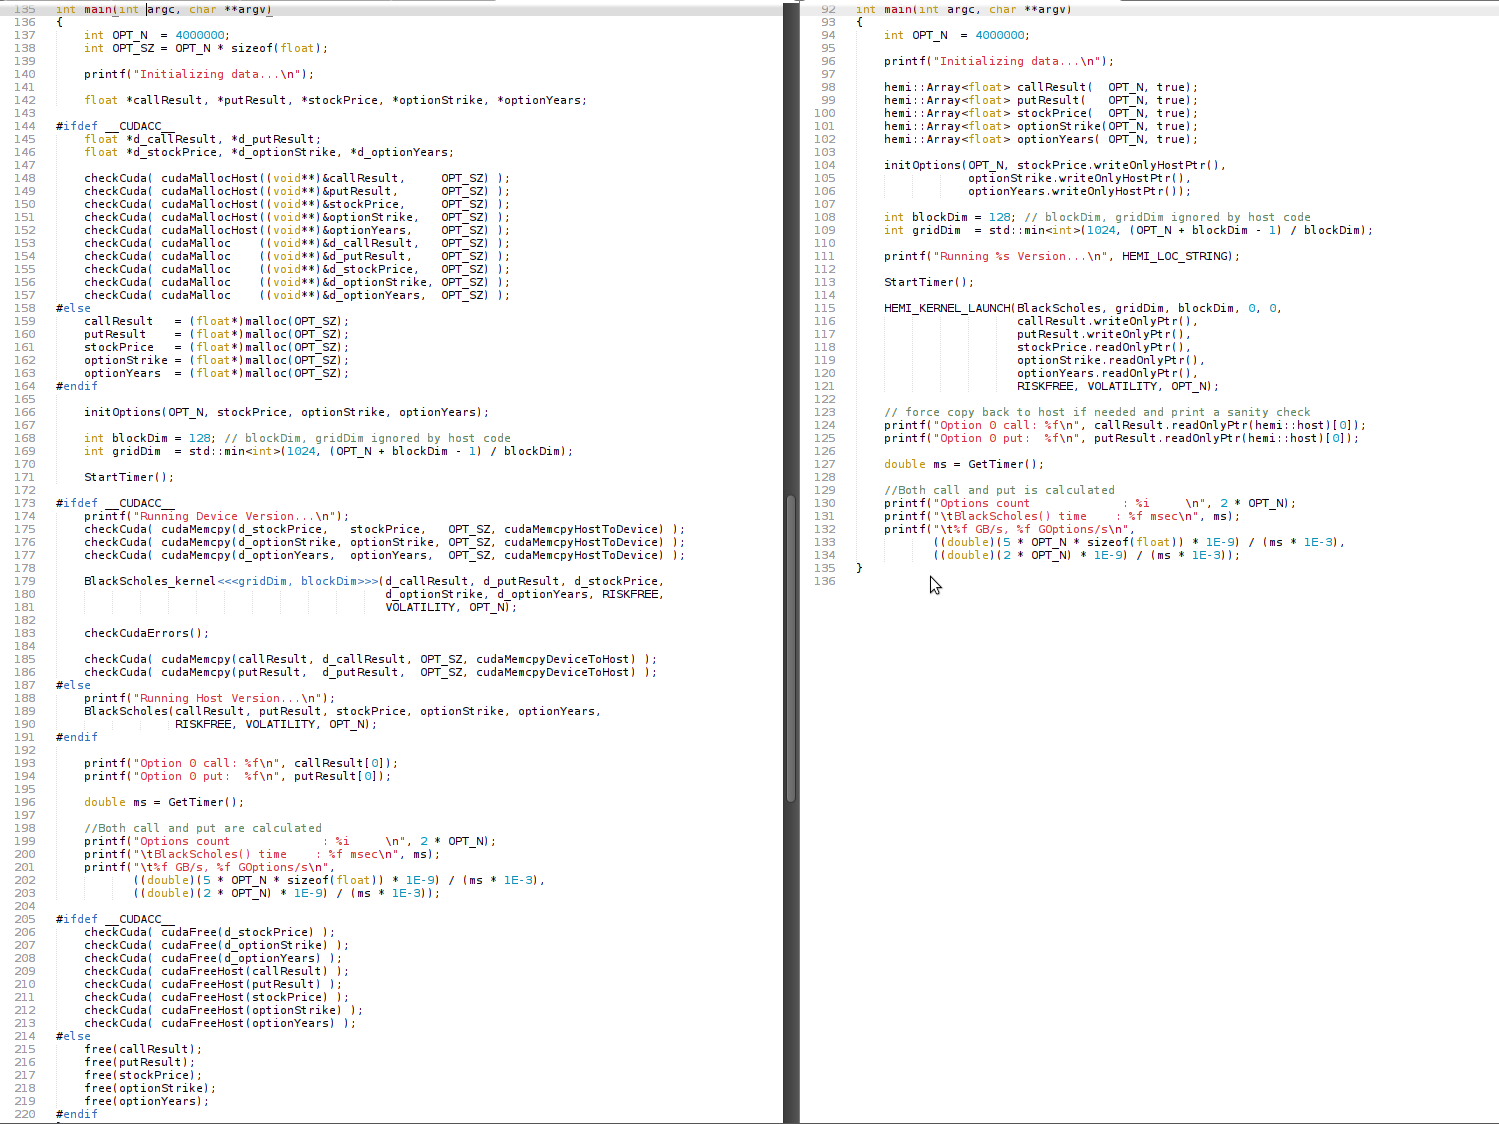 135 int main(int argc, char **argv)
136 {
137     int OPT_N  = 4000000;
138     int OPT_SZ = OPT_N * sizeof(float);
139
140     printf("Initializing data...\n");
141
142     float *callResult, *putResult, *stockPrice, *optionStrike, *optionYears;
143
144 #ifdef __CUDACC__
145     float *d_callResult, *d_putResult;
146     float *d_stockPrice, *d_optionStrike, *d_optionYears;
147
148     checkCuda( cudaMallocHost((void**)&callResult,     OPT_SZ) );
149     checkCuda( cudaMallocHost((void**)&putResult,      OPT_SZ) );
150     checkCuda( cudaMallocHost((void**)&stockPrice,     OPT_SZ) );
151     checkCuda( cudaMallocHost((void**)&optionStrike,   OPT_SZ) );
152     checkCuda( cudaMallocHost((void**)&optionYears,    OPT_SZ) );
153     checkCuda( cudaMalloc    ((void**)&d_callResult,   OPT_SZ) );
154     checkCuda( cudaMalloc    ((void**)&d_putResult,    OPT_SZ) );
155     checkCuda( cudaMalloc    ((void**)&d_stockPrice,   OPT_SZ) );
156     checkCuda( cudaMalloc    ((void**)&d_optionStrike, OPT_SZ) );
157     checkCuda( cudaMalloc    ((void**)&d_optionYears,  OPT_SZ) );
158 #else
159     callResult   = (float*)malloc(OPT_SZ);
160     putResult    = (float*)malloc(OPT_SZ);
161     stockPrice   = (float*)malloc(OPT_SZ);
162     optionStrike = (float*)malloc(OPT_SZ);
163     optionYears  = (float*)malloc(OPT_SZ);
164 #endif
165
166     initOptions(OPT_N, stockPrice, optionStrike, optionYears);
167
168     int blockDim = 128; // blockDim, gridDim ignored by host code
169     int gridDim  = std::min<int>(1024, (OPT_N + blockDim - 1) / blockDim);
170
171     StartTimer();
172
173 #ifdef __CUDACC__
174     printf("Running Device Version...\n");
175     checkCuda( cudaMemcpy(d_stockPrice,   stockPrice,   OPT_SZ, cudaMemcpyHostToDevice) );
176     checkCuda( cudaMemcpy(d_optionStrike, optionStrike, OPT_SZ, cudaMemcpyHostToDevice) );
177     checkCuda( cudaMemcpy(d_optionYears,  optionYears,  OPT_SZ, cudaMemcpyHostToDevice) );
178
179     BlackScholes_kernel<<<gridDim, blockDim>>>(d_callResult, d_putResult, d_stockPrice,
180                                                d_optionStrike, d_optionYears, RISKFREE,
181                                                VOLATILITY, OPT_N);
182
183     checkCudaErrors();
184
185     checkCuda( cudaMemcpy(callResult, d_callResult, OPT_SZ, cudaMemcpyDeviceToHost) );
186     checkCuda( cudaMemcpy(putResult,  d_putResult,  OPT_SZ, cudaMemcpyDeviceToHost) );
187 #else
188     printf("Running Host Version...\n");
189     BlackScholes(callResult, putResult, stockPrice, optionStrike, optionYears,
190                  RISKFREE, VOLATILITY, OPT_N);
191 #endif
192
193     printf("Option 0 call: %f\n", callResult[0]);
194     printf("Option 0 put:  %f\n", putResult[0]);
195
196     double ms = GetTimer();
197
198     //Both call and put are calculated
199     printf("Options count             : %i     \n", 2 * OPT_N);
200     printf("\tBlackScholes() time    : %f msec\n", ms);
201     printf("\t%f GB/s, %f GOptions/s\n",
202            ((double)(5 * OPT_N * sizeof(float)) * 1E-9) / (ms * 1E-3),
203            ((double)(2 * OPT_N) * 1E-9) / (ms * 1E-3));
204
205 #ifdef __CUDACC__
206     checkCuda( cudaFree(d_stockPrice) );
207     checkCuda( cudaFree(d_optionStrike) );
208     checkCuda( cudaFree(d_optionYears) );
209     checkCuda( cudaFreeHost(callResult) );
210     checkCuda( cudaFreeHost(putResult) );
211     checkCuda( cudaFreeHost(stockPrice) );
212     checkCuda( cudaFreeHost(optionStrike) );
213     checkCuda( cudaFreeHost(optionYears) );
214 #else
215     free(callResult);
216     free(putResult);
217     free(stockPrice);
218     free(optionStrike);
219     free(optionYears);
220 #endif
92 int main(int argc, char **argv)
93 {
94     int OPT_N  = 4000000;
95
96     printf("Initializing data...\n");
97
98     hemi::Array<float> callResult(  OPT_N, true);
99     hemi::Array<float> putResult(   OPT_N, true);
100     hemi::Array<float> stockPrice(  OPT_N, true);
101     hemi::Array<float> optionStrike(OPT_N, true);
102     hemi::Array<float> optionYears( OPT_N, true);
103
104     initOptions(OPT_N, stockPrice.writeOnlyHostPtr(),
105                 optionStrike.writeOnlyHostPtr(),
106                 optionYears.writeOnlyHostPtr());
107
108     int blockDim = 128; // blockDim, gridDim ignored by host code
109     int gridDim  = std::min<int>(1024, (OPT_N + blockDim - 1) / blockDim);
110
111     printf("Running %s Version...\n", HEMI_LOC_STRING);
112
113     StartTimer();
114
115     HEMI_KERNEL_LAUNCH(BlackScholes, gridDim, blockDim, 0, 0,
116                        callResult.writeOnlyPtr(),
117                        putResult.writeOnlyPtr(),
118                        stockPrice.readOnlyPtr(),
119                        optionStrike.readOnlyPtr(),
120                        optionYears.readOnlyPtr(),
121                        RISKFREE, VOLATILITY, OPT_N);
122
123     // force copy back to host if needed and print a sanity check
124     printf("Option 0 call: %f\n", callResult.readOnlyPtr(hemi::host)[0]);
125     printf("Option 0 put:  %f\n", putResult.readOnlyPtr(hemi::host)[0]);
126
127     double ms = GetTimer();
128
129     //Both call and put is calculated
130     printf("Options count             : %i     \n", 2 * OPT_N);
131     printf("\tBlackScholes() time    : %f msec\n", ms);
132     printf("\t%f GB/s, %f GOptions/s\n",
133            ((double)(5 * OPT_N * sizeof(float)) * 1E-9) / (ms * 1E-3),
134            ((double)(2 * OPT_N) * 1E-9) / (ms * 1E-3));
135 }
136